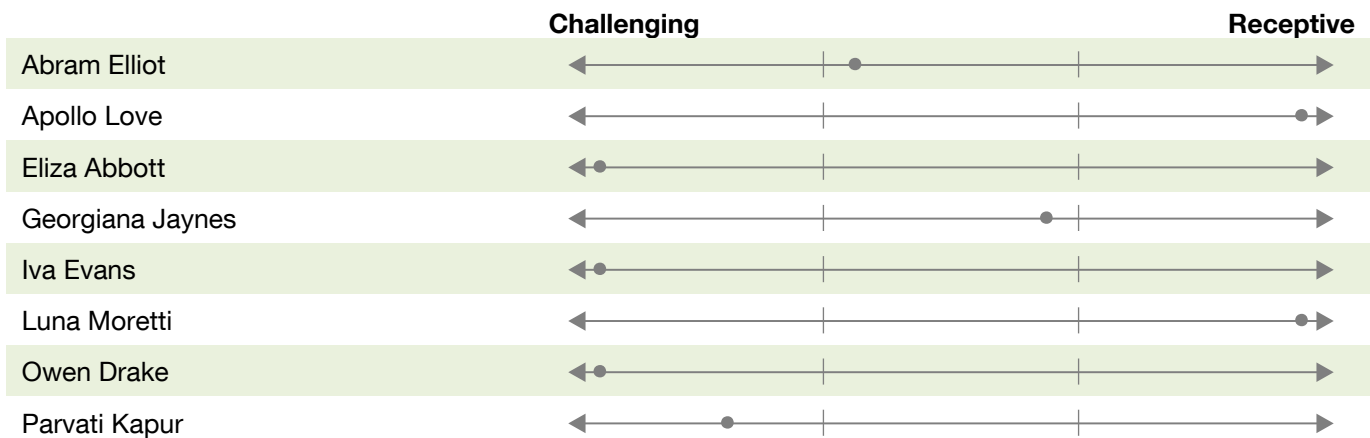 Challenging Receptive
Abram Elliot
Apollo Love
Eliza Abbott
Georgiana Jaynes
Iva Evans
Luna Moretti
Owen Drake
Parvati Kapur